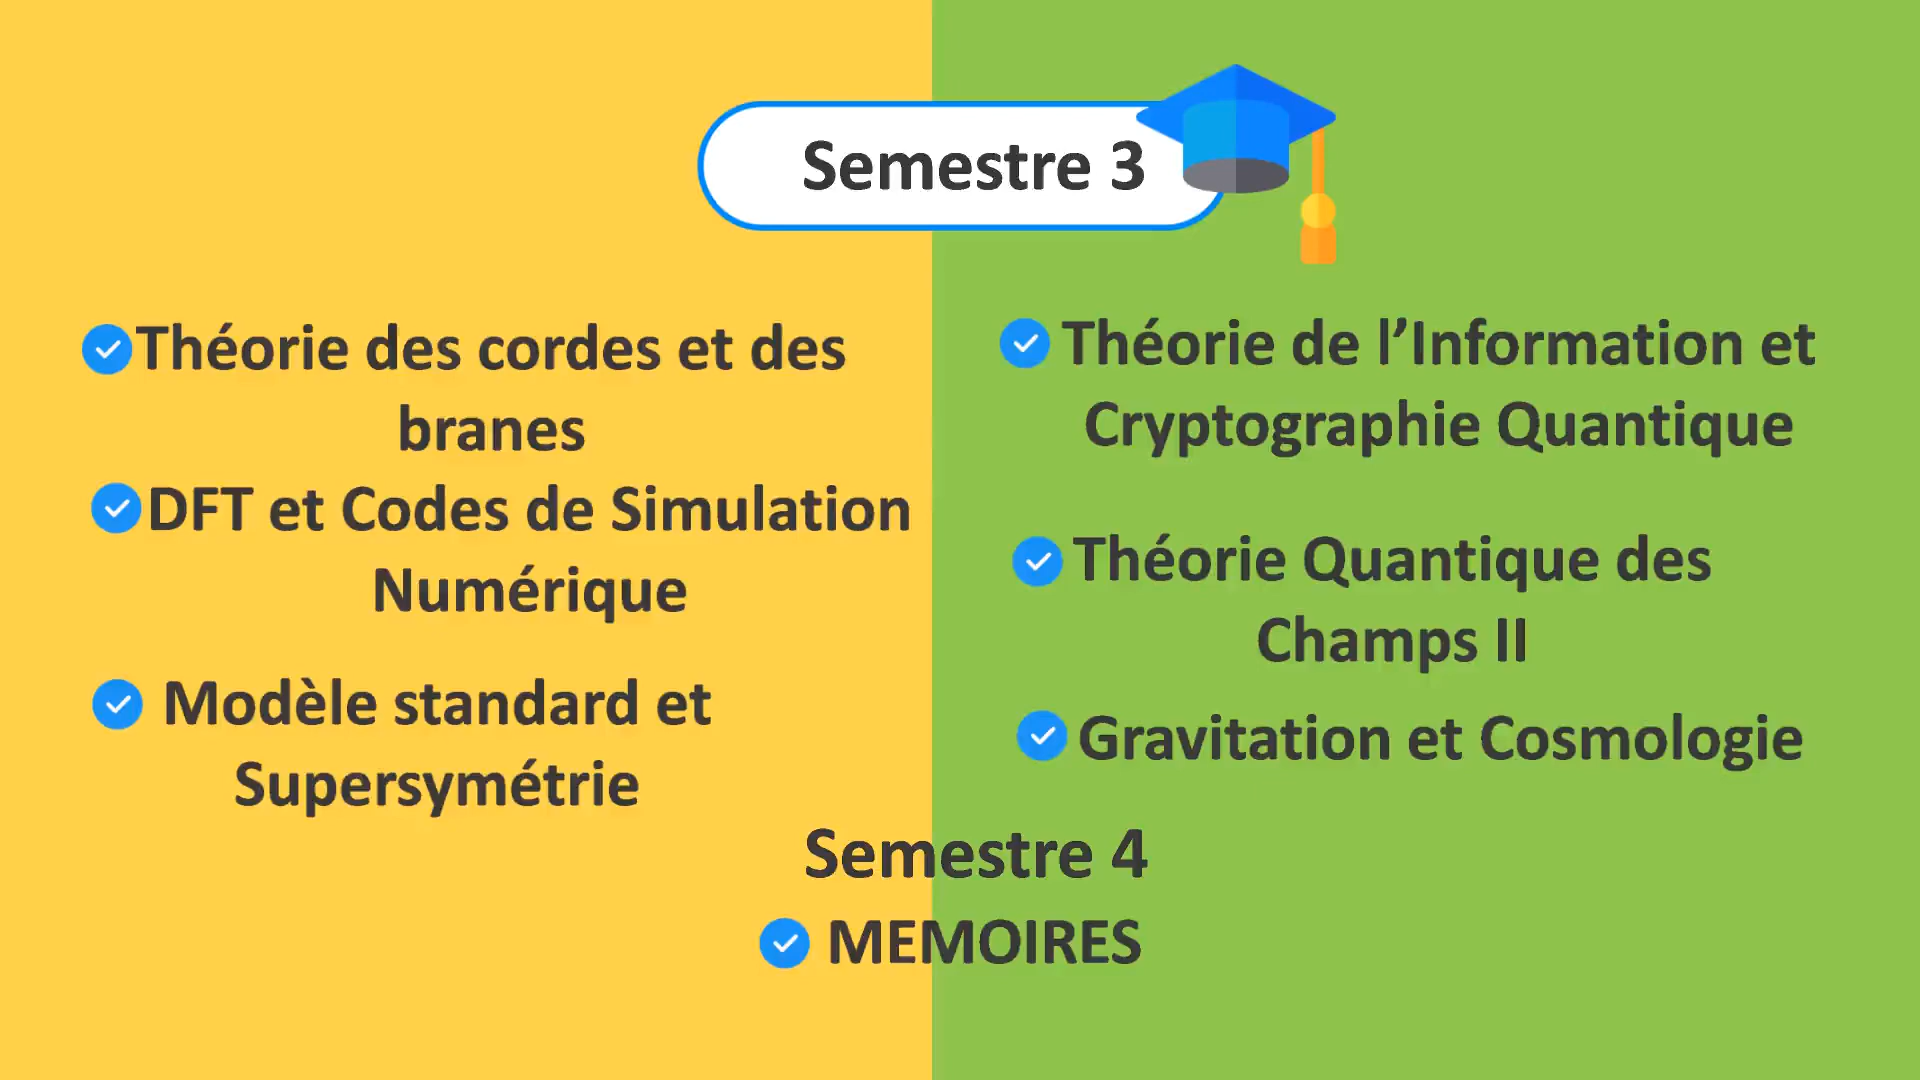 Semestre 3
Théorie des cordes et des
branes
DFT et Codes de Simulation
Numérique
Modèle standard et
Supersymétrie
Théorie de l’Information et
Cryptographie Quantique
Théorie Quantique des
Champs II
Gravitation et Cosmologie
Semestre 4
MEMOIRES